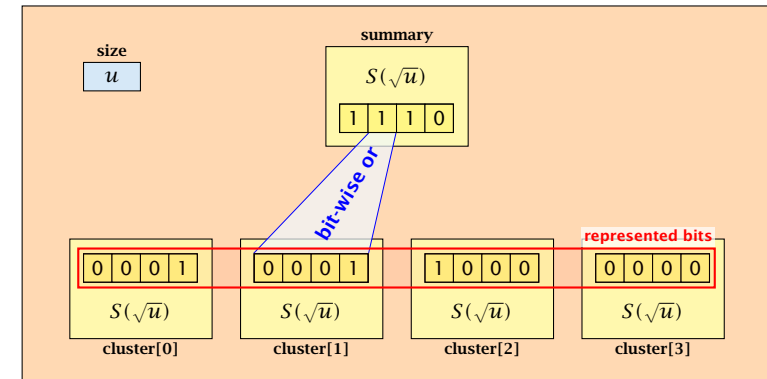 summary
size
u
S(√u)
1 1 1 0
bit-wise or
represented bits
0 0 0 1
0 0 0 1
1 0 0 0
0 0 0 0
S(√u)
S(√u)
S(√u)
S(√u)
cluster[0]
cluster[1]
cluster[2]
cluster[3]